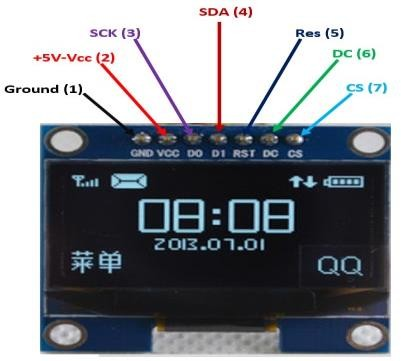 SDA (4)
SCK (3)
Res (5)
DC (6)
+5V-Vcc (2)
CS (7)
Ground (1)
GND VCC D0 D1 RST DC CS
08:08
2013.07.01
菜单 QQ